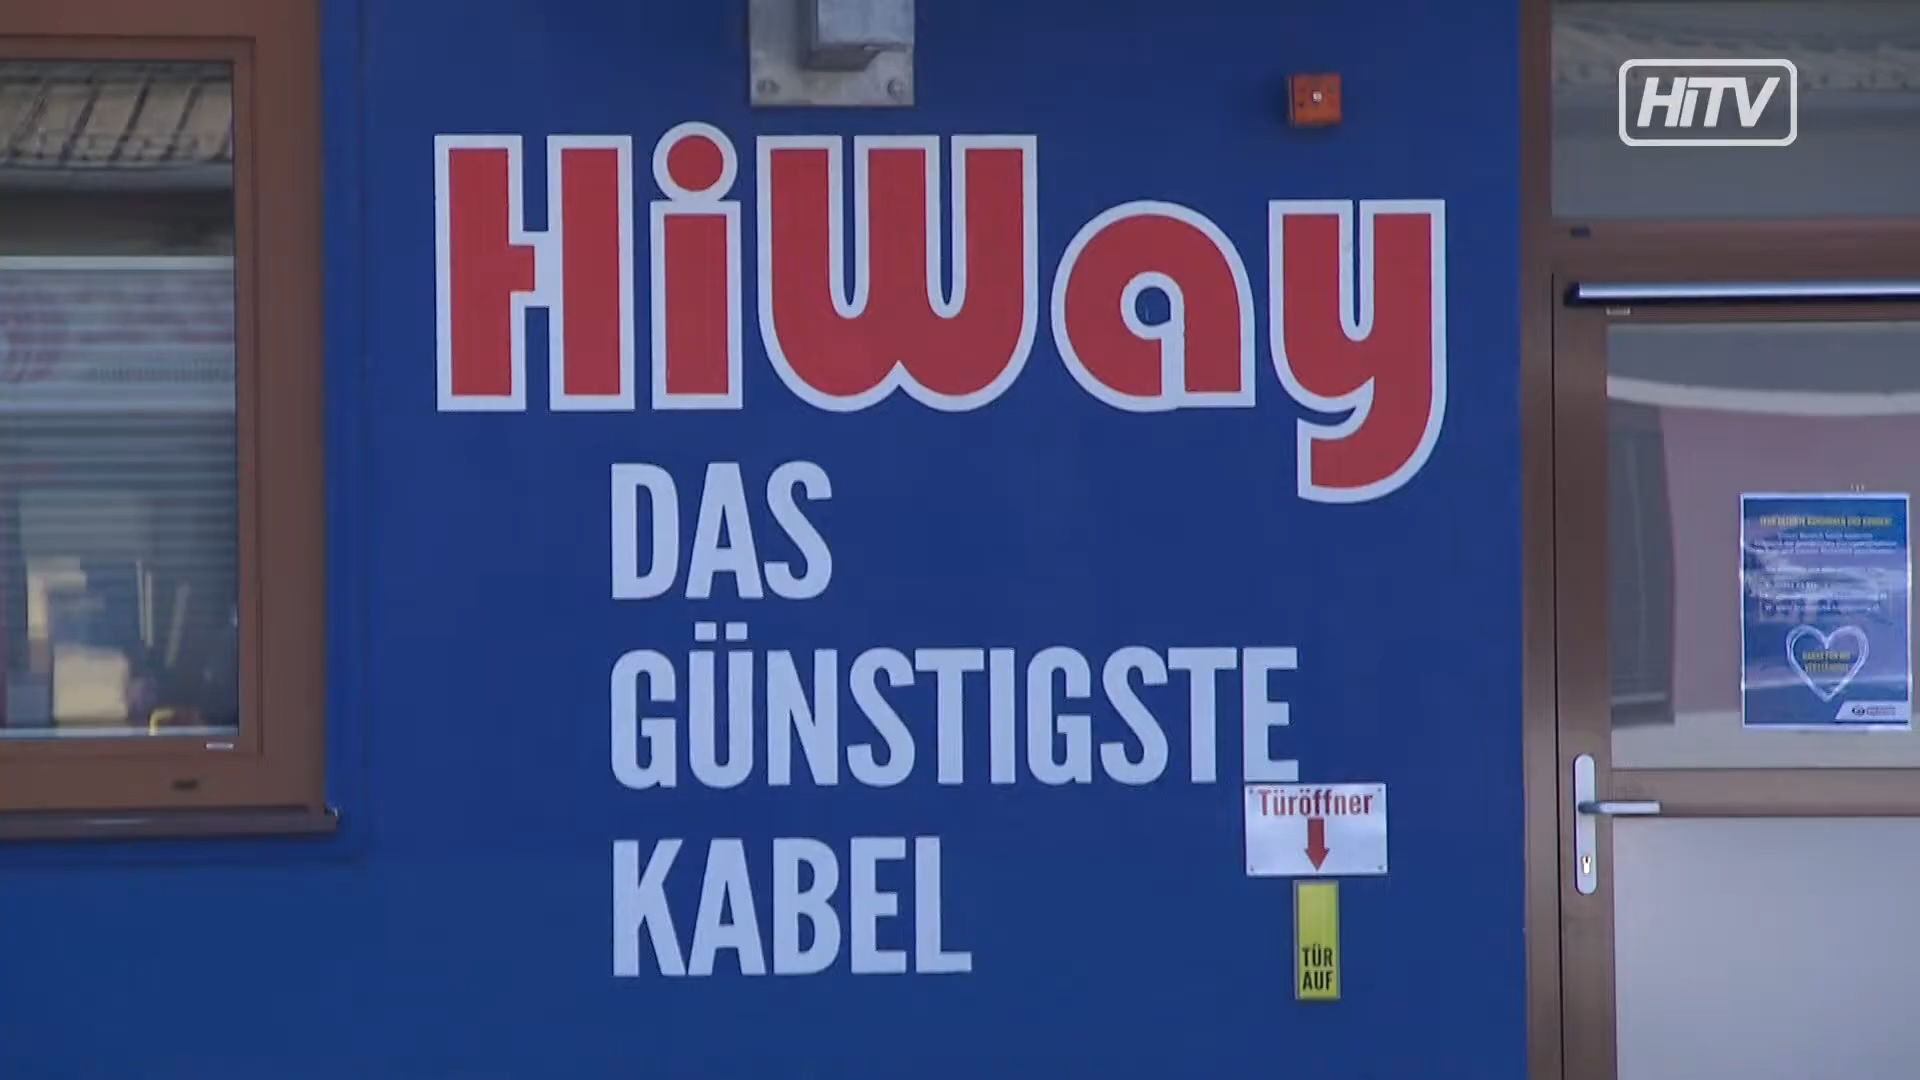 HiTV
HiWay
DAS
GÜNSTIGSTE
KABEL
Türöffner
TÜR
AUF